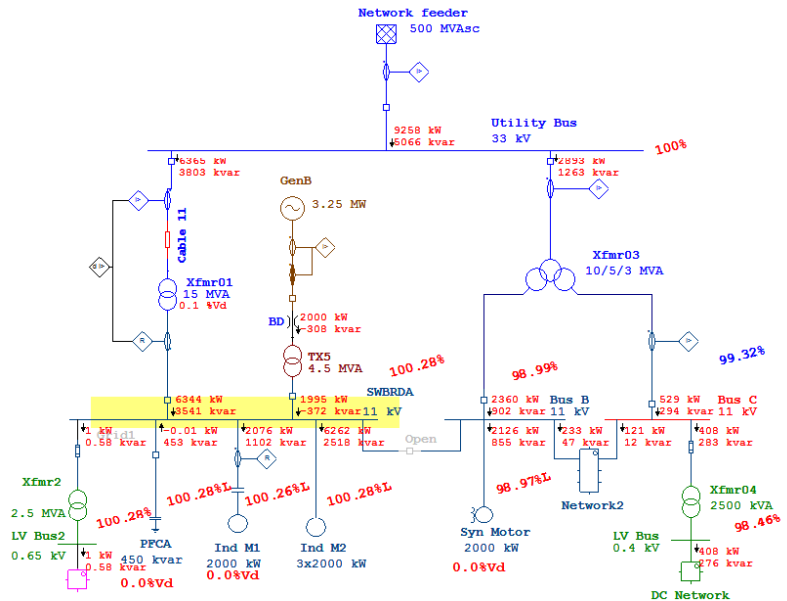 Network feeder
500 MVAsc
9258 kW
5066 kvar
Utility Bus
33 kV
100%
6365 kW
3803 kvar
2893 kW
1263 kvar
GenB
3.25 MW
Cable 11
Xfmr01
15 MVA
0.1 %Vd
Xfmr03
10/5/3 MVA
BD
2000 kW
-308 kvar
TX5
4.5 MVA
100.28%
98.99%
99.32%
6344 kW
3541 kvar
1995 kW
-372 kvar
SWBRDA
11 kV
2360 kW
902 kvar
Bus B
11 kV
529 kW
294 kvar
Bus C
11 kV
1 kW
0.58 kvar
Grid1
-0.01 kW
453 kvar
2076 kW
1102 kvar
6262 kW
2518 kvar
Open
2126 kW
855 kvar
233 kW
47 kvar
121 kW
12 kvar
408 kW
283 kvar
Xfmr2
2.5 MVA
100.28%
100.28%L
100.26%L
100.28%L
98.97%L
Network2
Xfmr04
2500 kVA
98.46%
LV Bus2
0.65 kV
1 kW
0.58 kvar
PFCA
450 kvar
0.0%Vd
Ind M1
2000 kW
0.0%Vd
Ind M2
3x2000 kW
Syn Motor
2000 kW
0.0%Vd
LV Bus
0.4 kV
408 kW
276 kvar
DC Network
R
R